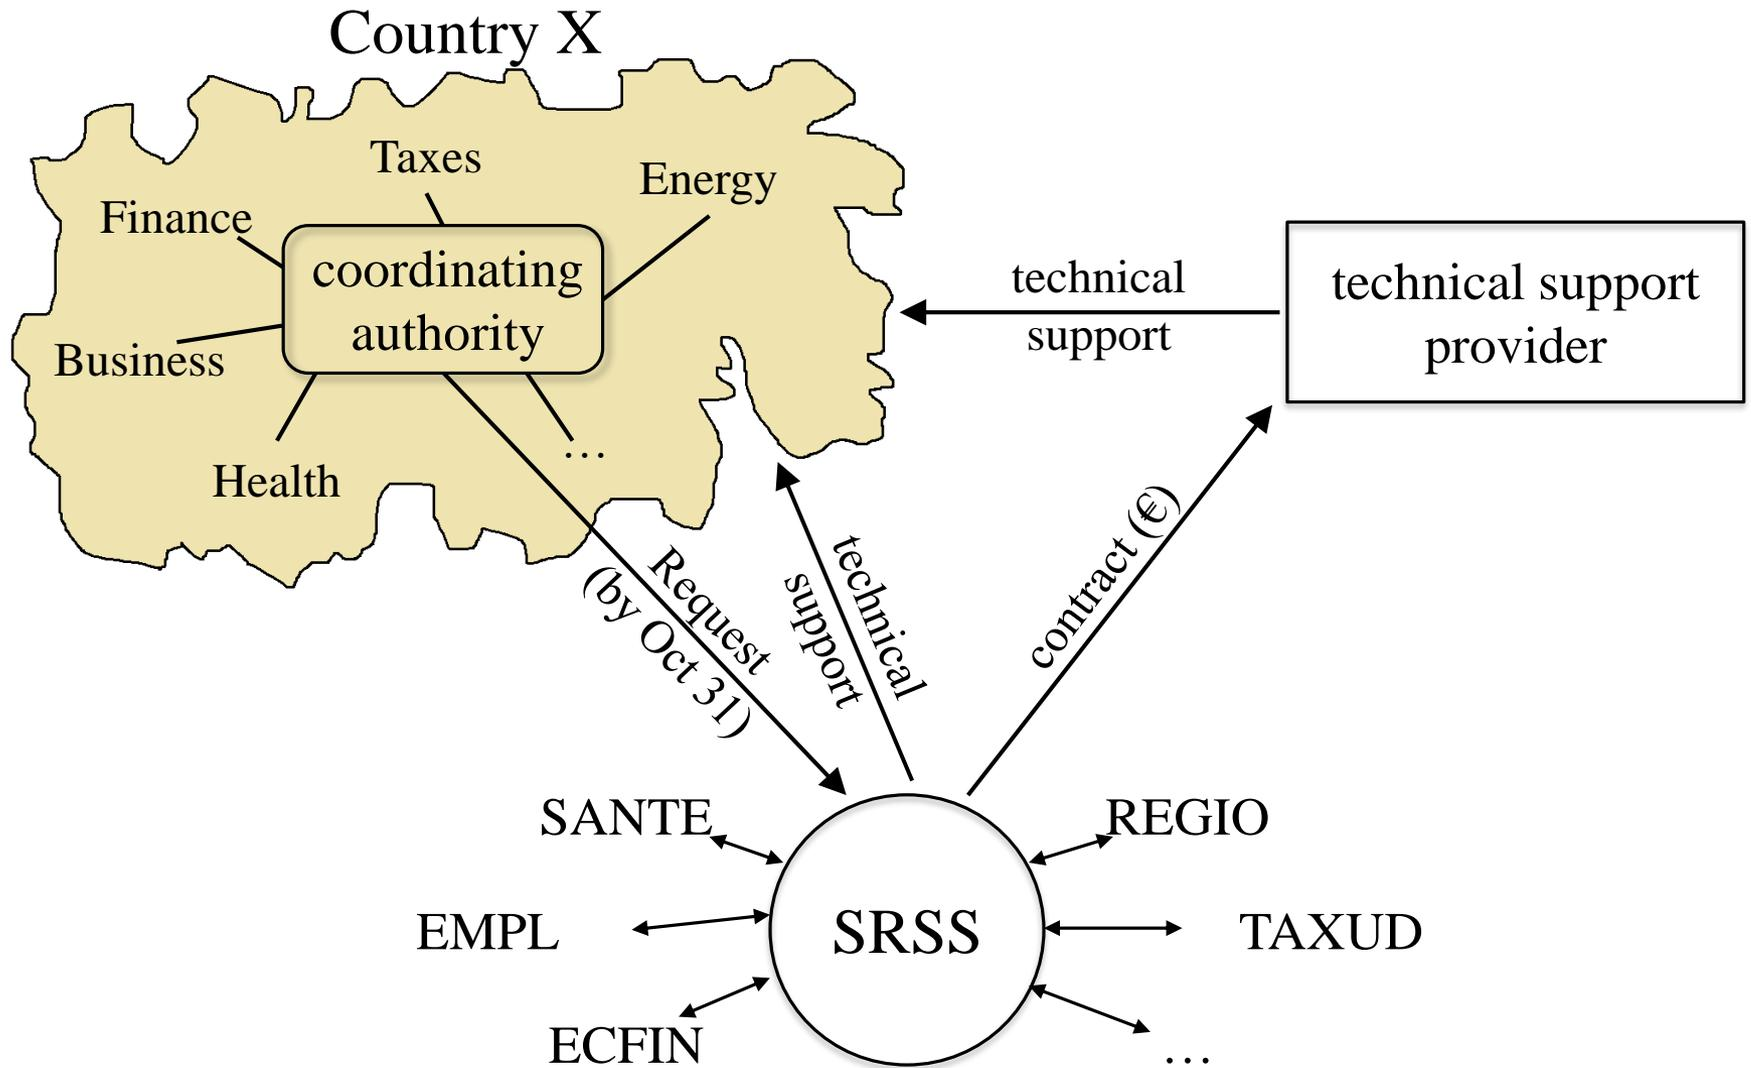 Country X
Taxes
Energy
Finance
coordinating
authority
Business
Health
…
technical
support
technical support
provider
Request
(by Oct 31)
technical
support
contract (€)
SANTE
REGIO
EMPL
SRSS
TAXUD
ECFIN
…